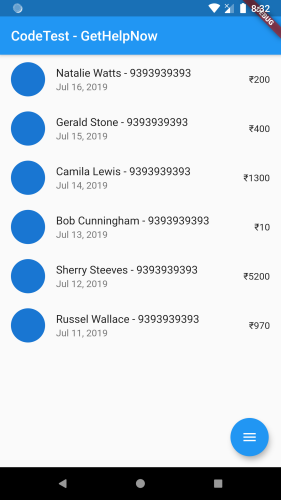 8:32
DEBUG
CodeTest - GetHelpNow
Natalie Watts - 9393939393
₹200
Jul 16, 2019
Gerald Stone - 9393939393
₹400
Jul 15, 2019
Camila Lewis - 9393939393
₹1300
Jul 14, 2019
Bob Cunningham - 9393939393
₹10
Jul 13, 2019
Sherry Steeves - 9393939393
₹5200
Jul 12, 2019
Russel Wallace - 9393939393
₹970
Jul 11, 2019